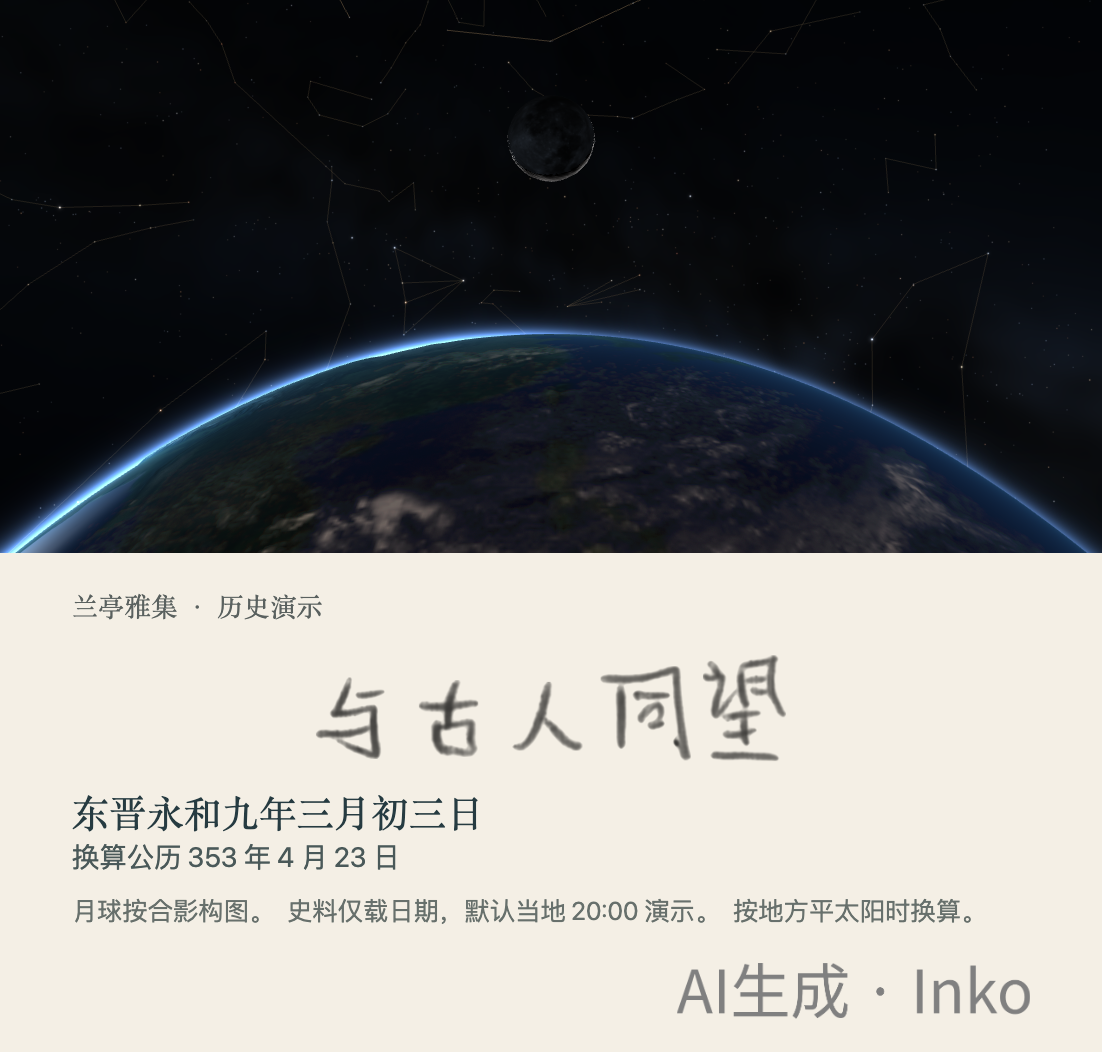 兰亭雅集 · 历史演示
与古人同望
东晋永和九年三月初三日
换算公历 353 年 4 月 23 日
月球按合影构图。 史料仅载日期，默认当地 20:00 演示。 按地方平太阳时换算。
AI生成 · Inko